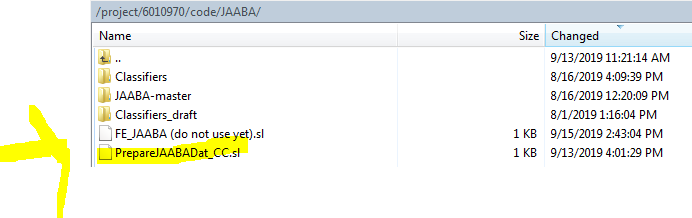 /project/6010970/code/JAABA/
Name Size Changed
.. 9/13/2019 11:21:14 AM
Classifiers 8/16/2019 4:09:39 PM
JAABA-master 8/16/2019 12:20:09 PM
Classifiers_draft 8/1/2019 1:16:04 PM
FE_JAABA (do not use yet).sl 1 KB 9/15/2019 2:43:04 PM
PrepareJAABADat_CC.sl 1 KB 9/13/2019 4:01:29 PM